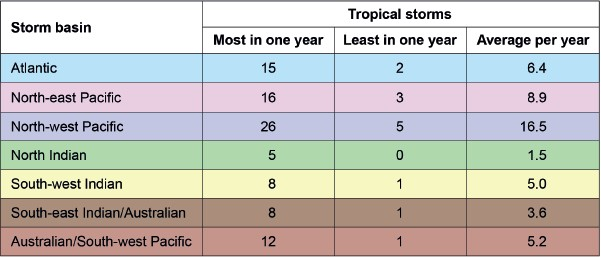 Storm basin
Tropical storms
Most in one year Least in one year Average per year
Atlantic 15 2 6.4
North-east Pacific 16 3 8.9
North-west Pacific 26 5 16.5
North Indian 5 0 1.5
South-west Indian 8 1 5.0
South-east Indian/Australian 8 1 3.6
Australian/South-west Pacific 12 1 5.2